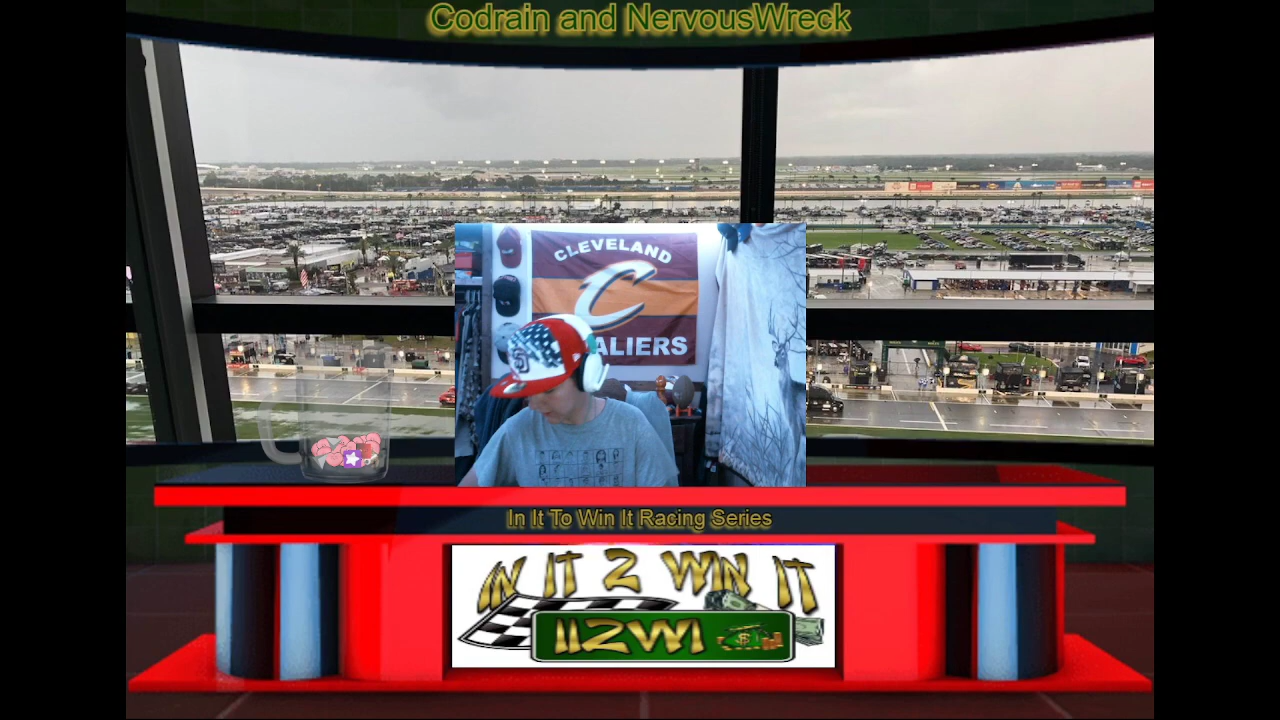 Codrain and NervousWreck
CLEVELAND
C
ALIERS
In It To Win It Racing Series
IN IT 2 WIN IT
II2WI
$